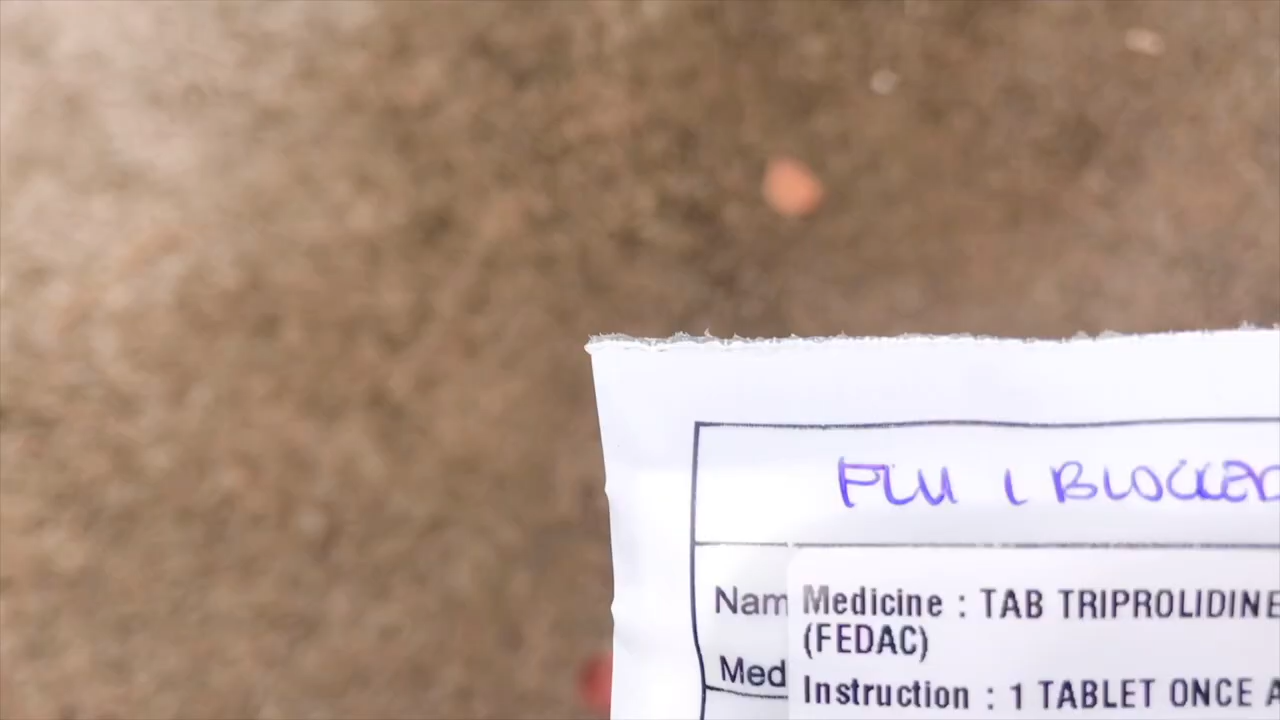 FLU | BLOCKED
Nam
Medicine : TAB TRIPROLIDINE
(FEDAC)
Med
Instruction : 1 TABLET ONCE A